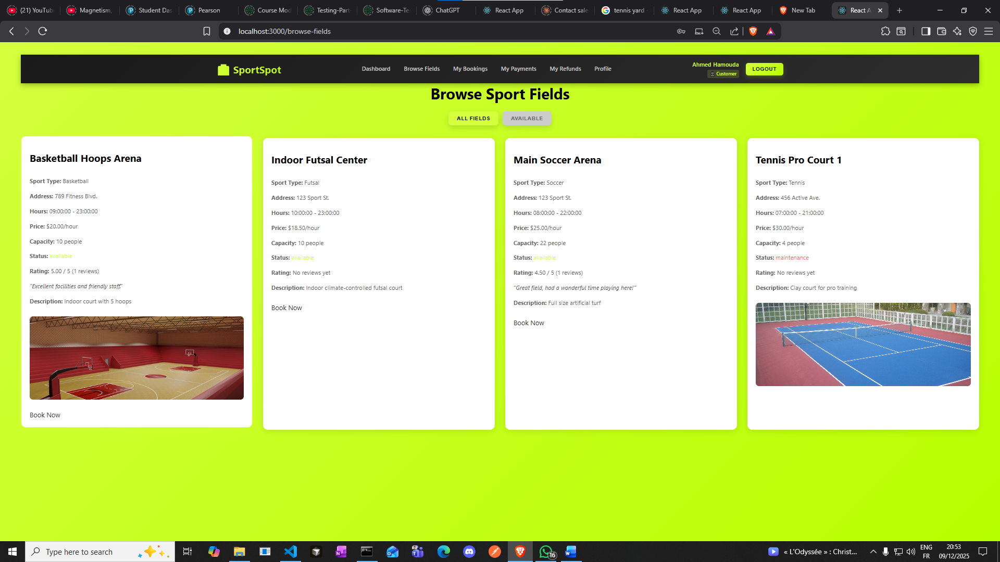 (21) YouTub
Magnetism,
Student Das
Pearson
Course Mod
Testing-Part
Software-Te
ChatGPT
React App
Contact sale
tennis yard
React App
React App
New Tab
React A
localhost:3000/browse-fields
SportSpot
Dashboard
Browse Fields
My Bookings
My Payments
My Refunds
Profile
Ahmed Hamouda
Customer
LOGOUT
Browse Sport Fields
ALL FIELDS
AVAILABLE
Basketball Hoops Arena
Sport Type: Basketball
Address: 789 Fitness Blvd.
Hours: 09:00:00 - 23:00:00
Price: $20.00/hour
Capacity: 10 people
Status: available
Rating: 5.00 / 5 (1 reviews)
"Excellent facilities and friendly staff."
Description: Indoor court with 5 hoops
Book Now
Indoor Futsal Center
Sport Type: Futsal
Address: 123 Sport St.
Hours: 10:00:00 - 23:00:00
Price: $18.50/hour
Capacity: 10 people
Status: available
Rating: No reviews yet
Description: Indoor climate-controlled futsal court
Book Now
Main Soccer Arena
Sport Type: Soccer
Address: 123 Sport St.
Hours: 08:00:00 - 22:00:00
Price: $25.00/hour
Capacity: 22 people
Status: available
Rating: 4.50 / 5 (1 reviews)
"Great field, had a wonderful time playing here!"
Description: Full size artificial turf
Book Now
Tennis Pro Court 1
Sport Type: Tennis
Address: 456 Active Ave.
Hours: 07:00:00 - 21:00:00
Price: $30.00/hour
Capacity: 4 people
Status: maintenance
Rating: No reviews yet
Description: Clay court for pro training
Type here to search
16
« L'Odyssée » : Christ...
ENG
FR
20:53
09/12/2025